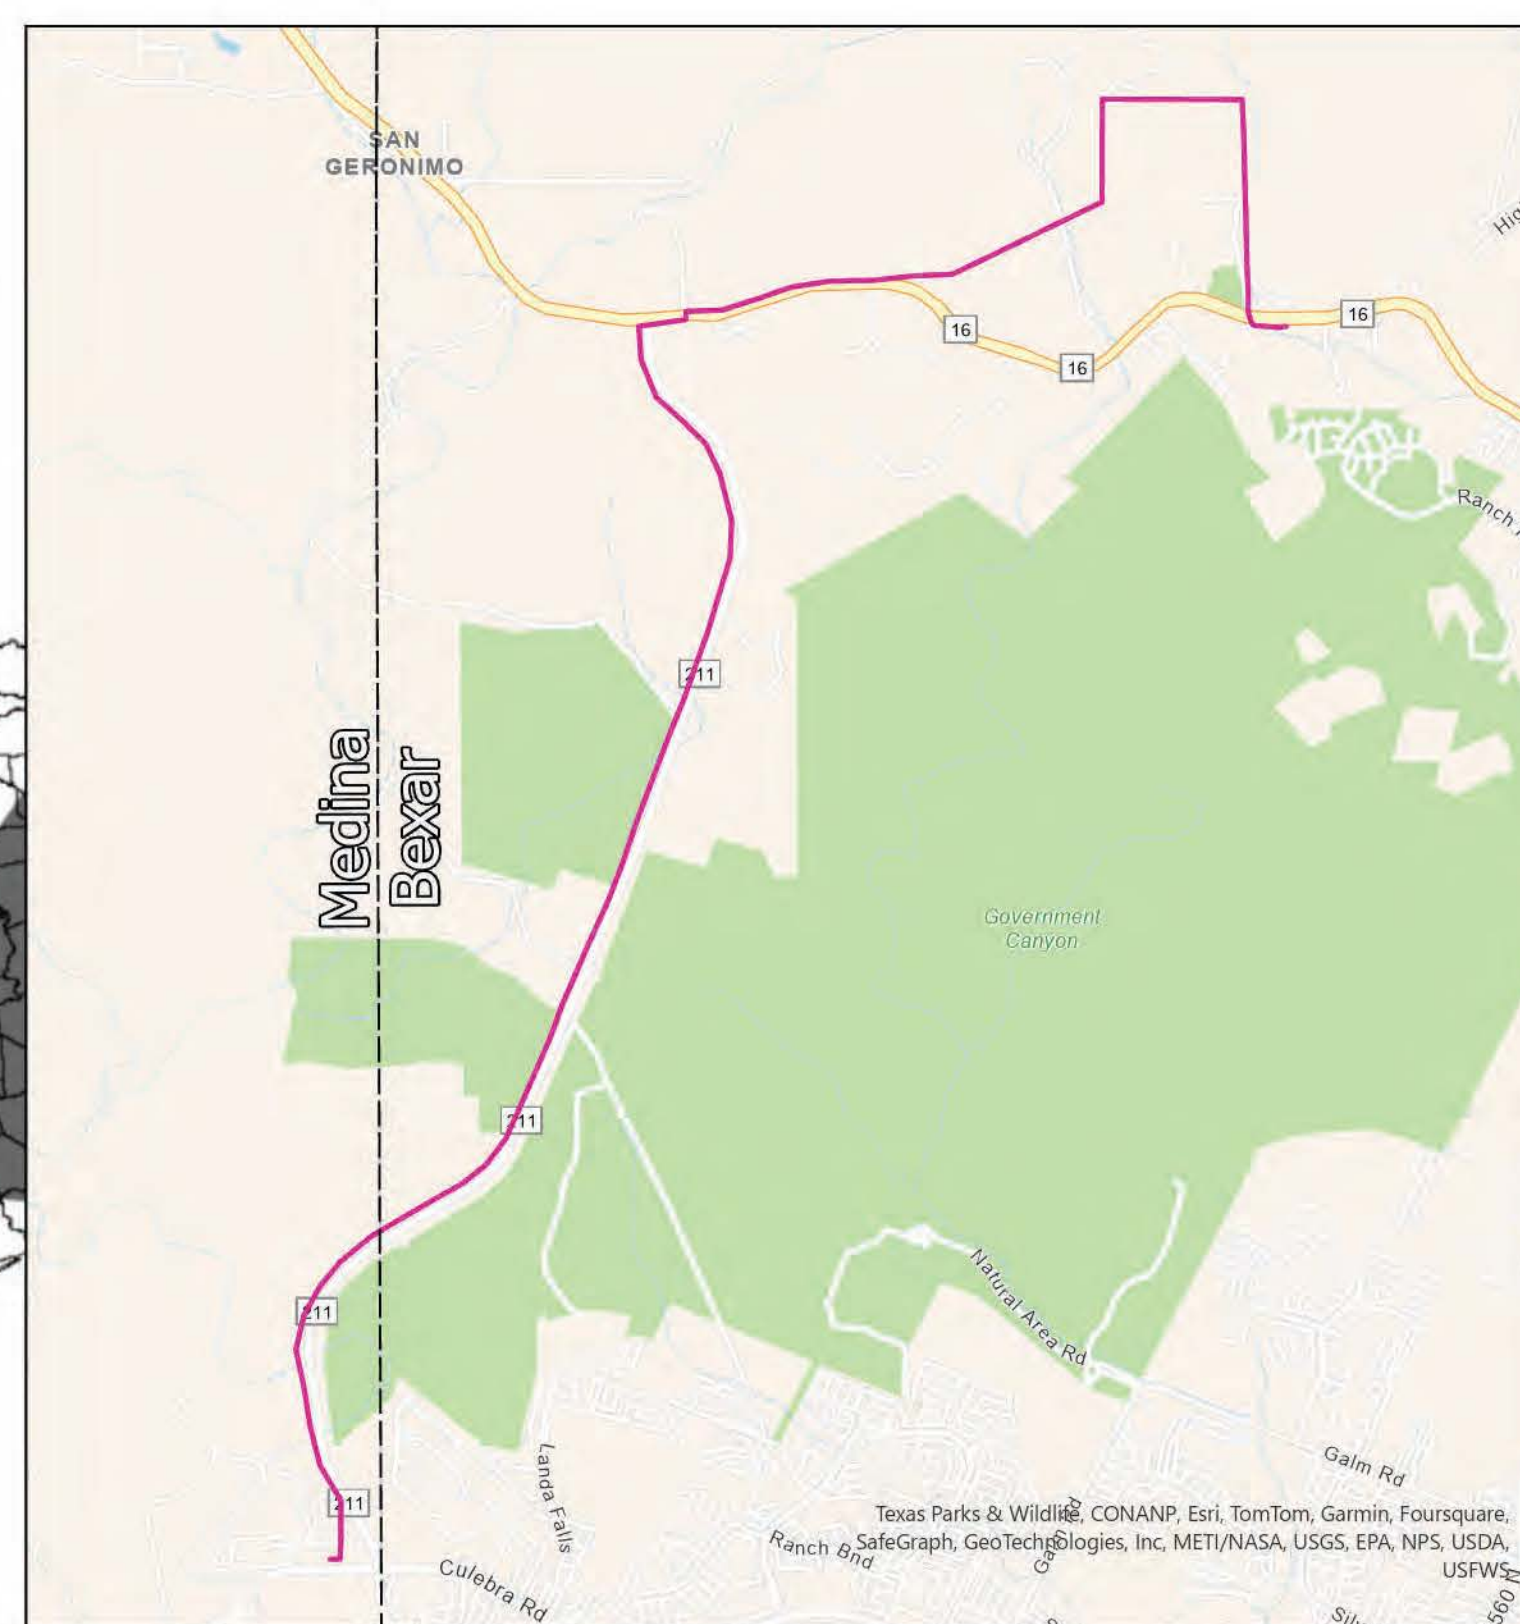 SAN
GERONIMO
16
16
16
Ranch
211
Medina
Bexar
Government
Canyon
211
Natural Area Rd
211
Galm Rd
Landa Falls
211
Texas Parks & Wildlife, CONANP, Esri, TomTom, Garmin, Foursquare,
SafeGraph, GeoTechnologies, Inc, METI/NASA, USGS, EPA, NPS, USDA,
USFWS
Ranch Bnd
Galm Rd
Culebra Rd